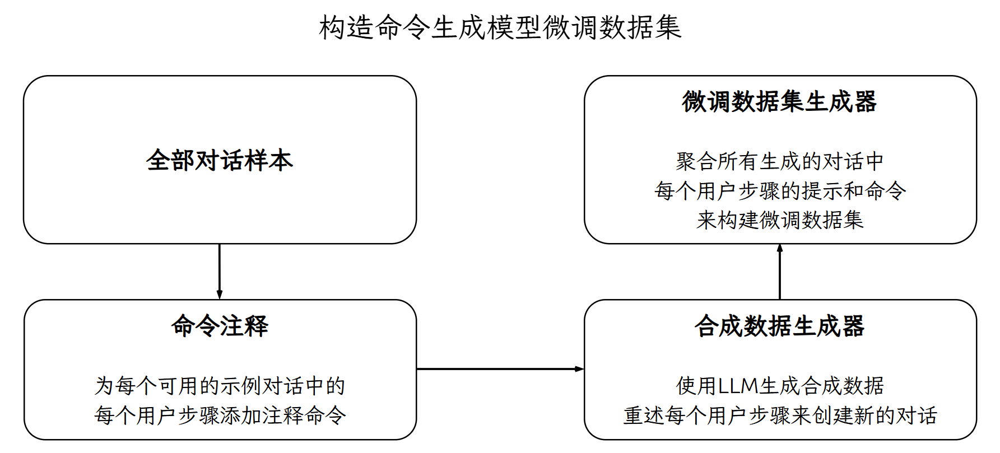 构造命令生成模型微调数据集
全部对话样本
命令注释
为每个可用的示例对话中的
每个用户步骤添加注释命令
合成数据生成器
使用LLM生成合成数据
重述每个用户步骤来创建新的对话
微调数据集生成器
聚合所有生成的对话中
每个用户步骤的提示和命令
来构建微调数据集